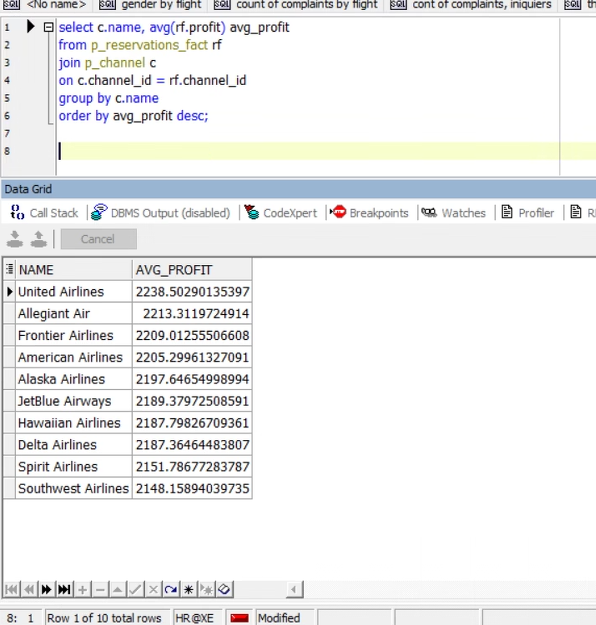 <No name> gender by flight count of complaints by flight cont of complaints, iniquiers th
1 select c.name, avg(rf.profit) avg_profit
2 from p_reservations_fact rf
3 join p_channel c
4 on c.channel_id = rf.channel_id
5 group by c.name
6 order by avg_profit desc;
7
8
Data Grid
Call Stack DBMS Output (disabled) CodeXpert Breakpoints Watches Profiler
Cancel
NAME AVG_PROFIT
United Airlines 2238.50290135397
Allegiant Air 2213.3119724914
Frontier Airlines 2209.01255506608
American Airlines 2205.29961327091
Alaska Airlines 2197.64654998994
JetBlue Airways 2189.37972508591
Hawaiian Airlines 2187.79826709361
Delta Airlines 2187.36464483807
Spirit Airlines 2151.78677283787
Southwest Airlines 2148.15894039735
8: 1 Row 1 of 10 total rows HR@XE Modified